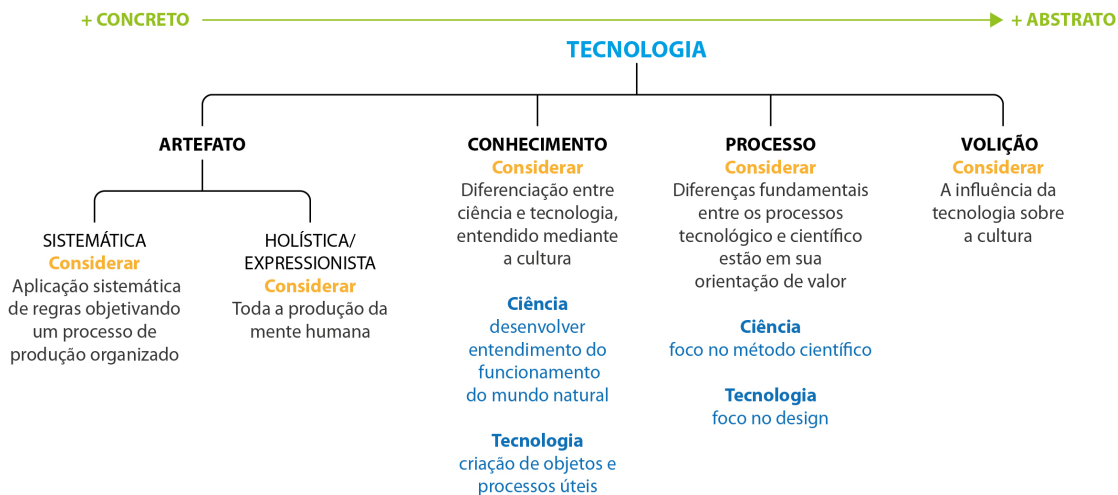 + CONCRETO
+ ABSTRATO
TECNOLOGIA
ARTEFATO
SISTEMÁTICA
Considerar
Aplicação sistemática
de regras objetivando
um processo de
produção organizado
HOLÍSTICA/
EXPRESSIONISTA
Considerar
Toda a produção da
mente humana
CONHECIMENTO
Considerar
Diferenciação entre
ciência e tecnologia,
entendido mediante
a cultura
Ciência
desenvolver
entendimento do
funcionamento
do mundo natural
Tecnologia
criação de objetos e
processos úteis
PROCESSO
Considerar
Diferenças fundamentais
entre os processos
tecnológico e científico
estão em sua
orientação de valor
Ciência
foco no método científico
Tecnologia
foco no design
VOLIÇÃO
Considerar
A influência da
tecnologia sobre
a cultura